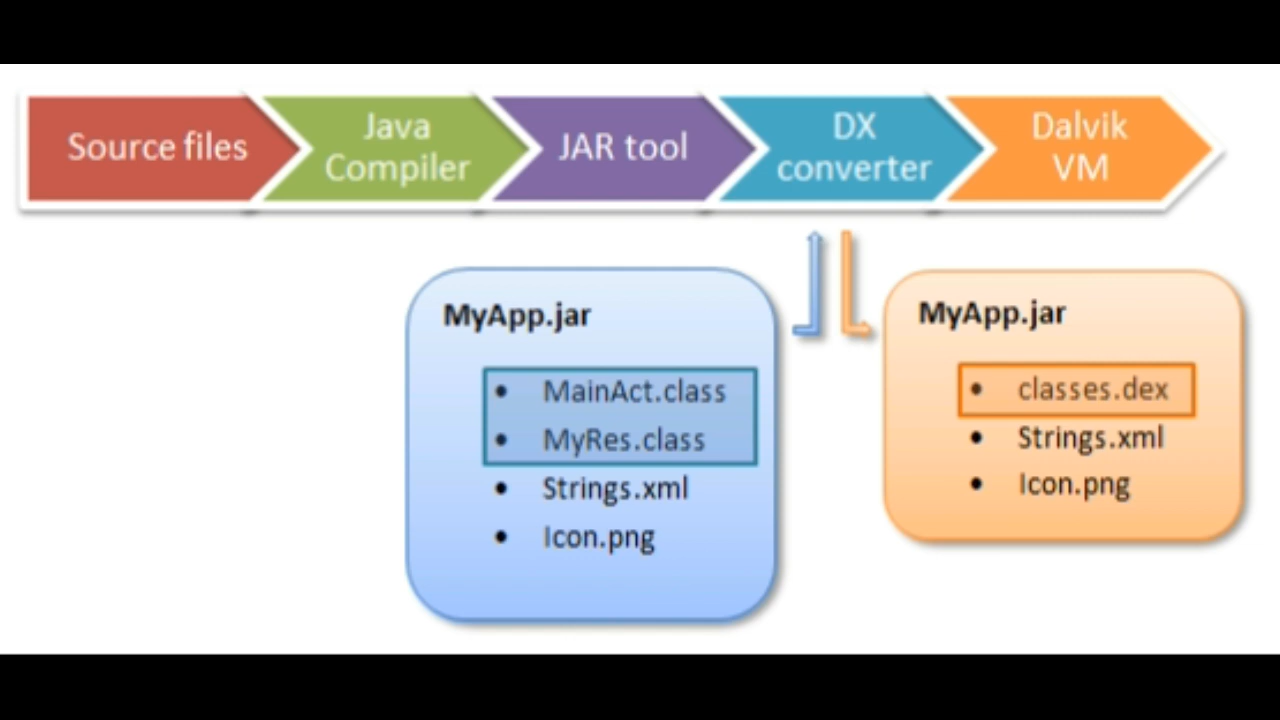 Source files
Java
Compiler
JAR tool
DX
converter
Dalvik
VM
MyApp.jar
• MainAct.class
• MyRes.class
• Strings.xml
• Icon.png
MyApp.jar
• classes.dex
• Strings.xml
• Icon.png